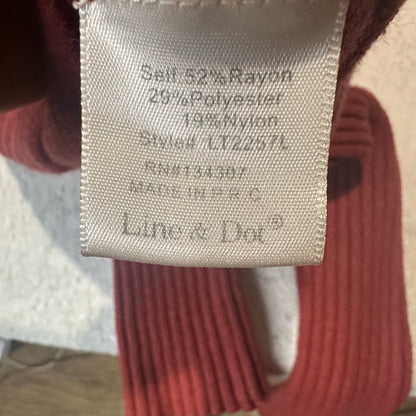 Self 52%Rayon
29%Polyester
19%Nylon
Style# LT2257L
RN#134307
MADE IN P.R.C
Line & Dot®